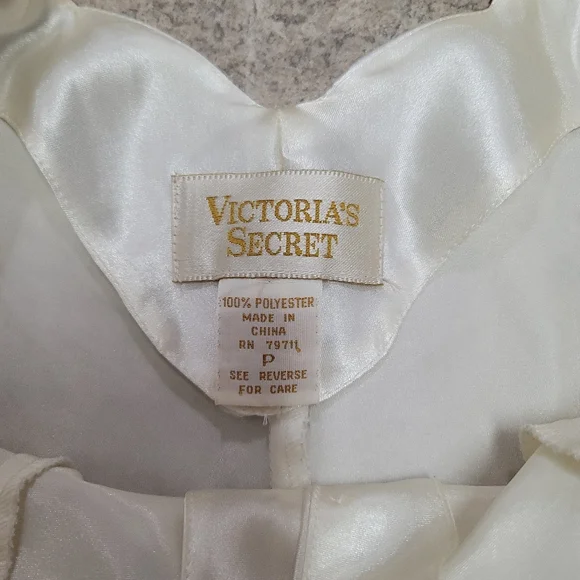 VICTORIA'S
SECRET
100% POLYESTER
MADE IN
CHINA
RN 79711
P
SEE REVERSE
FOR CARE